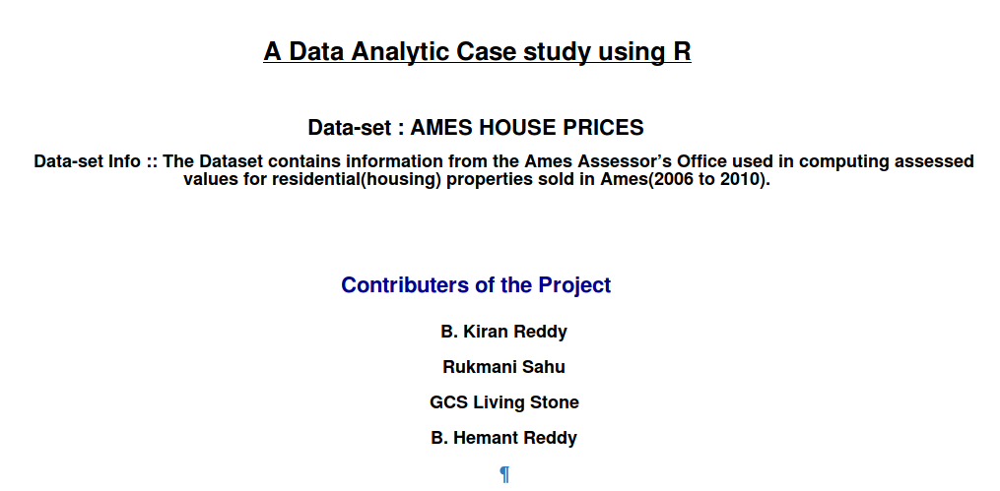 A Data Analytic Case study using R
Data-set : AMES HOUSE PRICES
Data-set Info :: The Dataset contains information from the Ames Assessor’s Office used in computing assessed
values for residential(housing) properties sold in Ames(2006 to 2010).
Contributers of the Project
B. Kiran Reddy
Rukmani Sahu
GCS Living Stone
B. Hemant Reddy
¶